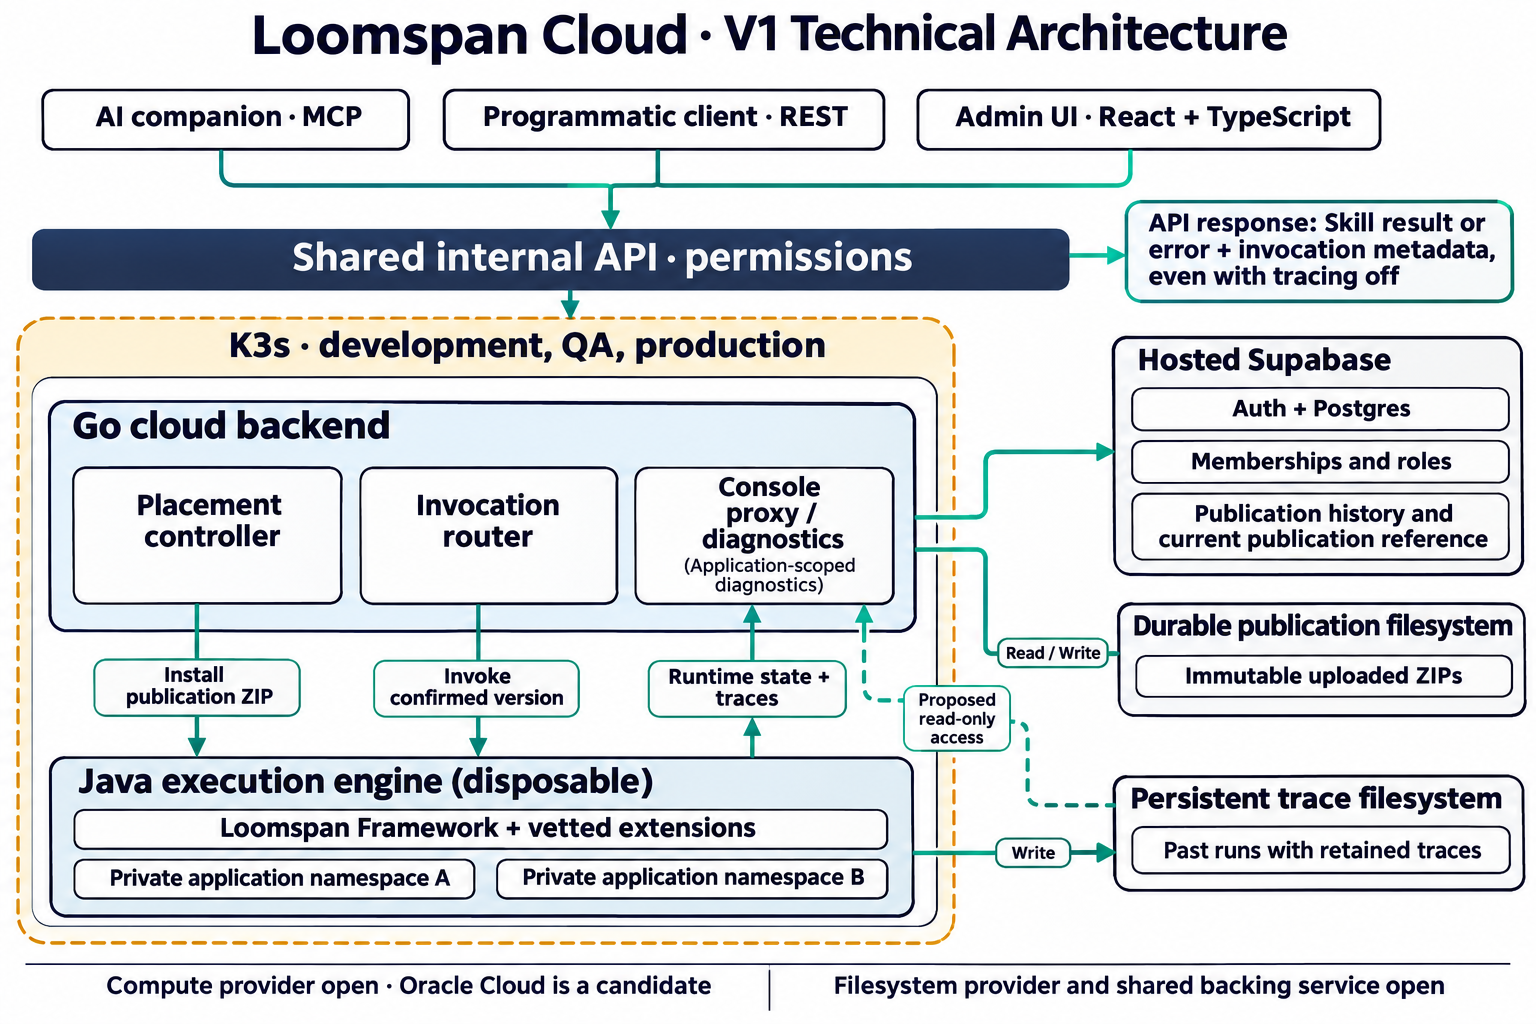 Loomspan Cloud · V1 Technical Architecture
AI companion · MCP
Programmatic client · REST
Admin UI · React + TypeScript
Shared internal API · permissions
API response: Skill result or
error + invocation metadata,
even with tracing off
K3s · development, QA, production
Go cloud backend
Placement
controller
Invocation
router
Console
proxy /
diagnostics
(Application-scoped
diagnostics)
Hosted Supabase
Auth + Postgres
Memberships and roles
Publication history and
current publication reference
Install
publication ZIP
Invoke
confirmed version
Runtime state +
traces
Read / Write
Durable publication filesystem
Immutable uploaded ZIPs
Proposed
read-only
access
Java execution engine (disposable)
Loomspan Framework + vetted extensions
Private application namespace A
Private application namespace B
Write
Persistent trace filesystem
Past runs with retained traces
Compute provider open · Oracle Cloud is a candidate
Filesystem provider and shared backing service open